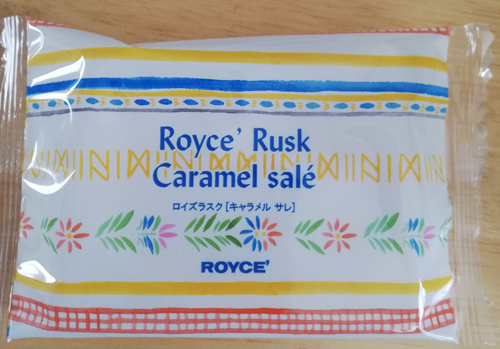 Royce' Rusk
Caramel salé
ロイズラスク［キャラメル サレ］
ROYCE'